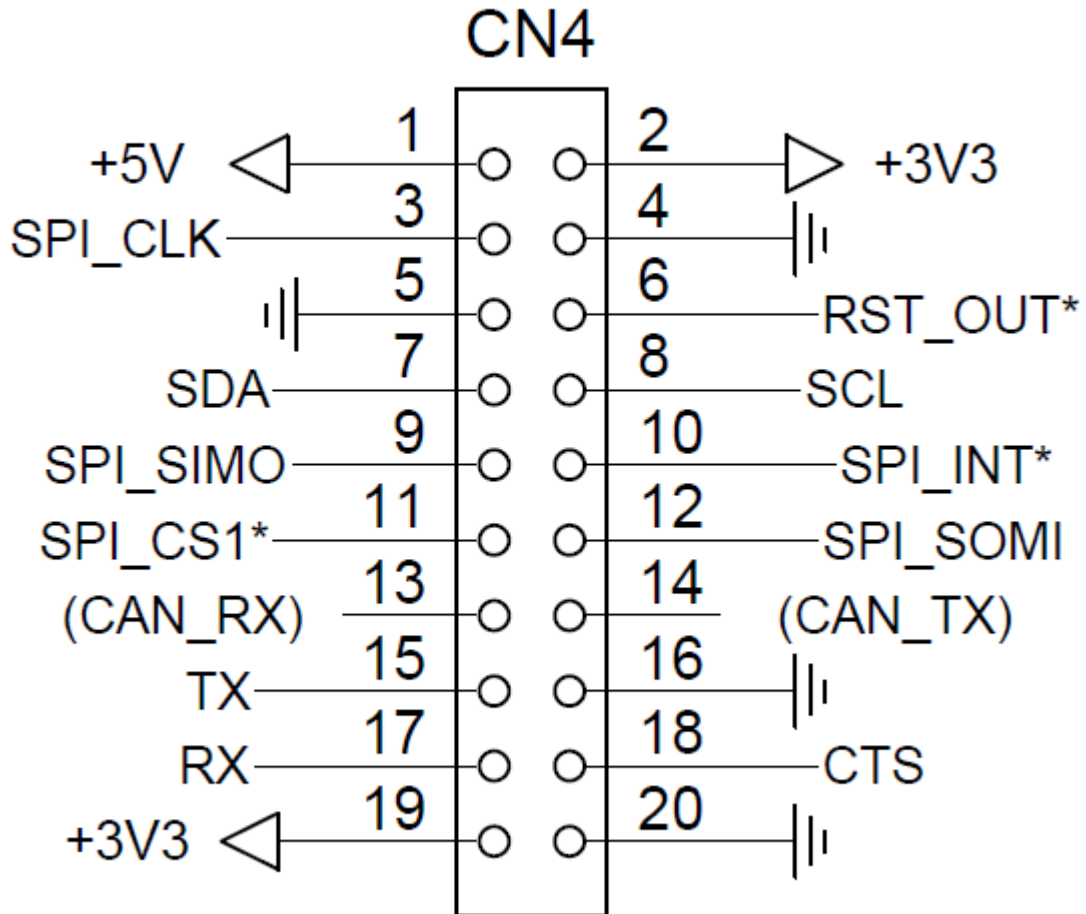 CN4
1 2
+5V +3V3
3 4
SPI_CLK
5 6
RST_OUT*
7 8
SDA SCL
9 10
SPI_SIMO SPI_INT*
11 12
SPI_CS1* SPI_SOMI
13 14
(CAN_RX) (CAN_TX)
15 16
TX
17 18
RX CTS
19 20
+3V3